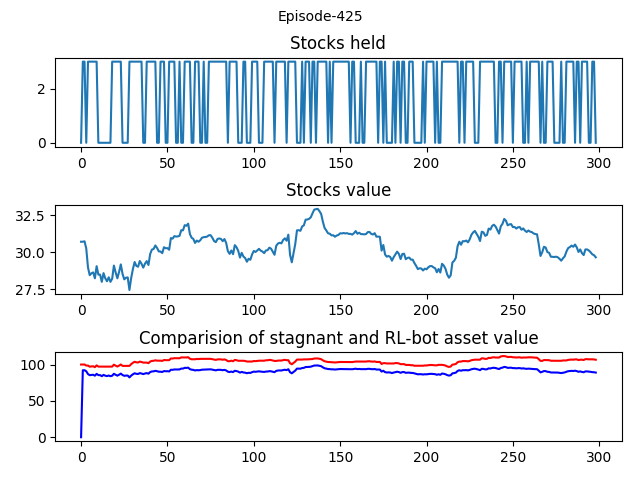 Episode-425
Stocks held
2
0
0 50 100 150 200 250 300
Stocks value
32.5
30.0
27.5
0 50 100 150 200 250 300
Comparision of stagnant and RL-bot asset value
100
50
0
0 50 100 150 200 250 300